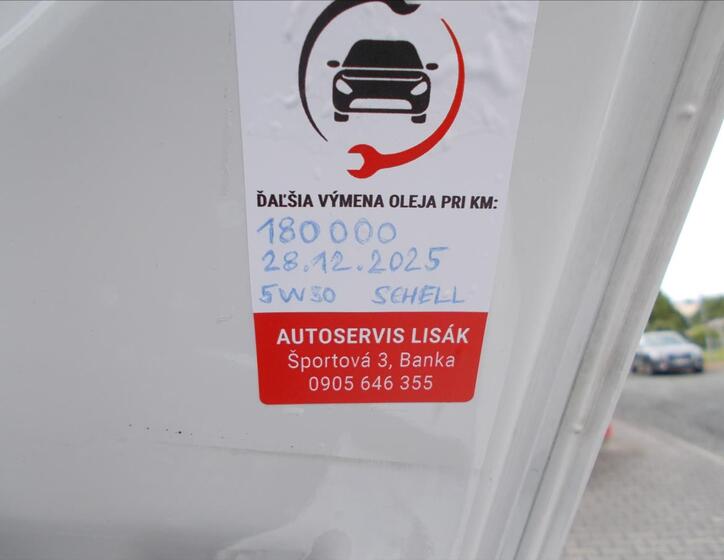 ĎAĽŠIA VÝMENA OLEJA PRI KM:
180 000
28.12.2025
5W30 SCHELL
AUTOSERVIS LISÁK
Športová 3, Banka
0905 646 355